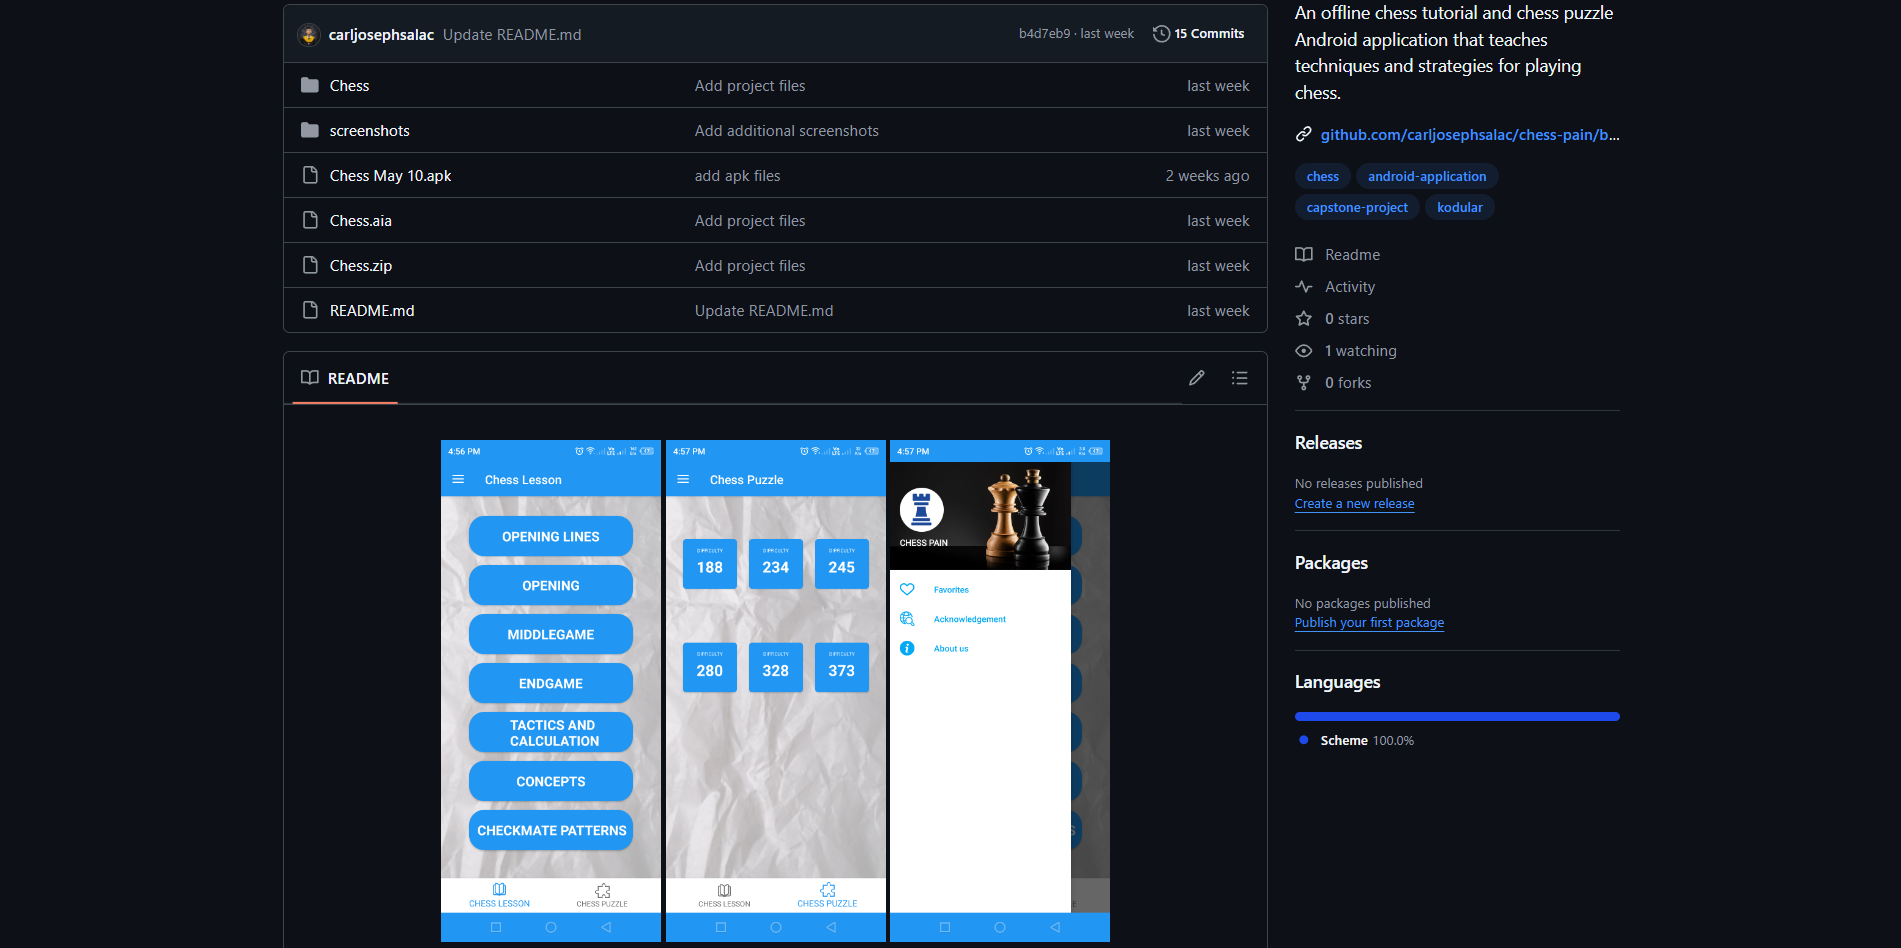 carljosephsalac Update README.md b4d7eb9 · last week 15 Commits
Chess Add project files last week
screenshots Add additional screenshots last week
Chess May 10.apk add apk files 2 weeks ago
Chess.aia Add project files last week
Chess.zip Add project files last week
README.md Update README.md last week
README
4:56 PM
Chess Lesson
OPENING LINES
OPENING
MIDDLEGAME
ENDGAME
TACTICS AND
CALCULATION
CONCEPTS
CHECKMATE PATTERNS
CHESS LESSON CHESS PUZZLE
4:57 PM
Chess Puzzle
DIFFICULTY DIFFICULTY DIFFICULTY
188 234 245
DIFFICULTY DIFFICULTY DIFFICULTY
280 328 373
CHESS LESSON CHESS PUZZLE
4:57 PM
CHESS PAIN
Favorites
Acknowledgement
About us
An offline chess tutorial and chess puzzle
Android application that teaches
techniques and strategies for playing
chess.
github.com/carljosephsalac/chess-pain/b...
chess android-application
capstone-project kodular
Readme
Activity
0 stars
1 watching
0 forks
Releases
No releases published
Create a new release
Packages
No packages published
Publish your first package
Languages
Scheme 100.0%